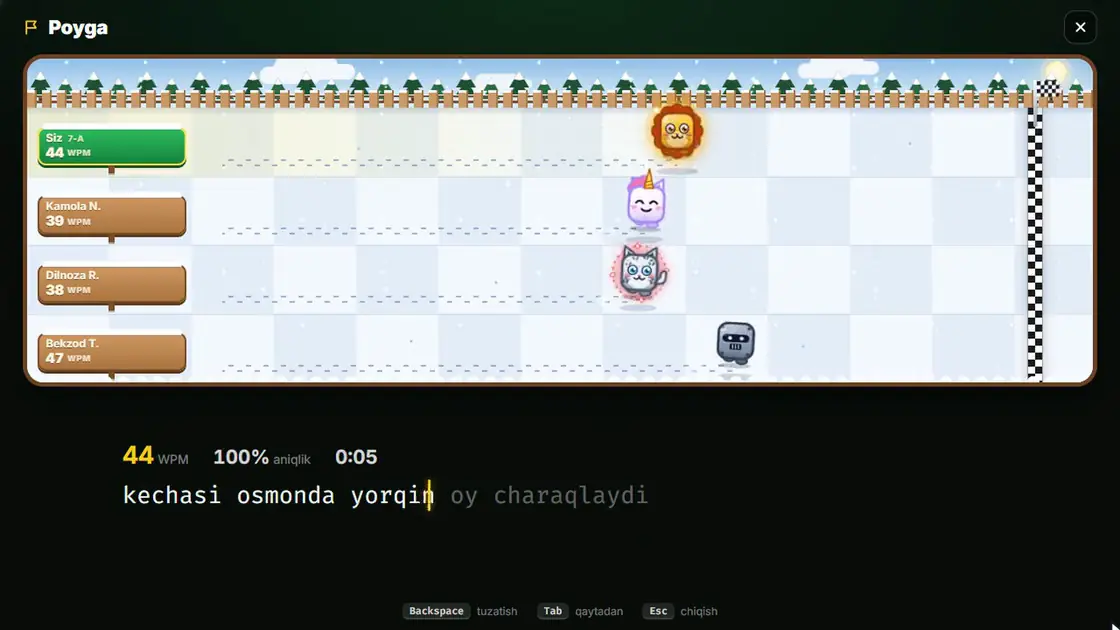 Poyga
Siz 7-A
44 WPM
Kamola N.
39 WPM
Dilnoza R.
38 WPM
Bekzod T.
47 WPM
44 WPM 100% aniqlik 0:05
kechasi osmonda yorqin oy charaqlaydi
Backspace tuzatish Tab qaytadan Esc chiqish